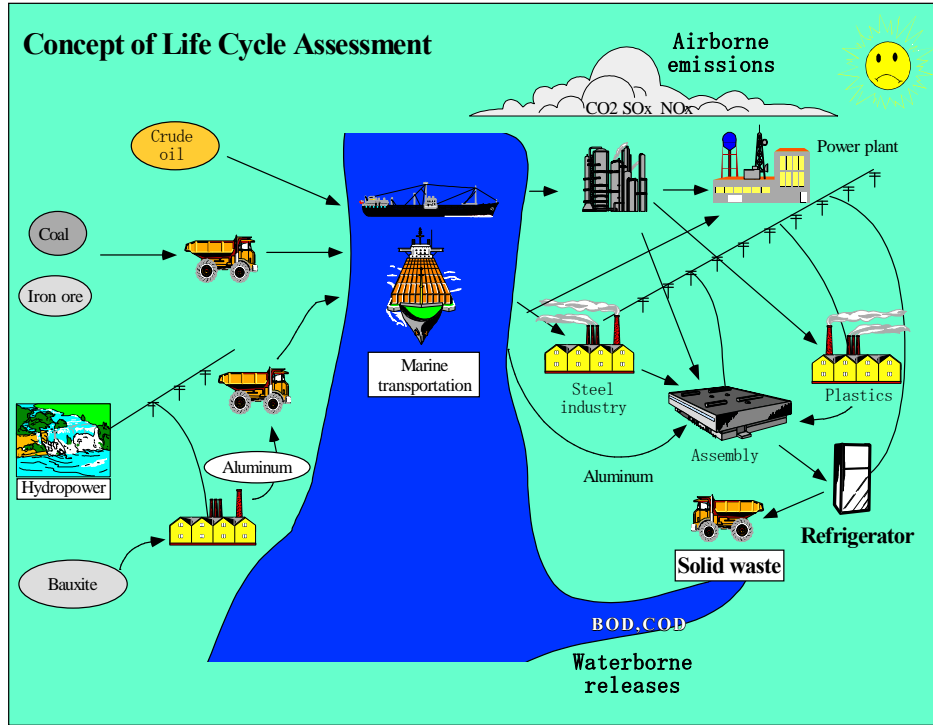 Concept of Life Cycle Assessment
Airborne
emissions
CO2 SOx NOx
Crude
oil
Power plant
Coal
Iron ore
Marine
transportation
Steel
industry
Plastics
Aluminum
Assembly
Aluminum
Hydropower
Refrigerator
Solid waste
Bauxite
BOD,COD
Waterborne
releases